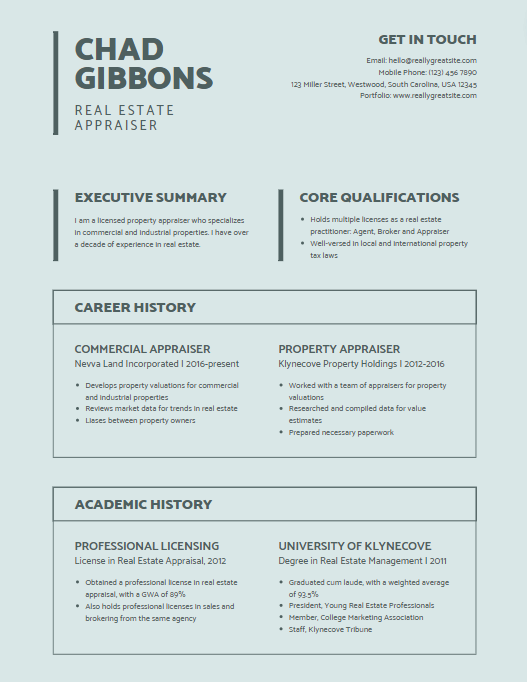 CHAD
GIBBONS
REAL ESTATE
APPRAISER
GET IN TOUCH
Email: hello@reallygreatsite.com
Mobile Phone: (123) 456 7890
123 Miller Street, Westwood, South Carolina, USA 12345
Portfolio: www.reallygreatsite.com
EXECUTIVE SUMMARY
I am a licensed property appraiser who specializes
in commercial and industrial properties. I have over
a decade of experience in real estate.
CORE QUALIFICATIONS
• Holds multiple licenses as a real estate
practitioner: Agent, Broker and Appraiser
• Well-versed in local and international property
tax laws
CAREER HISTORY
COMMERCIAL APPRAISER
Nevva Land Incorporated | 2016-present
• Develops property valuations for commercial
and industrial properties
• Reviews market data for trends in real estate
• Liases between property owners
PROPERTY APPRAISER
Klynecove Property Holdings | 2012-2016
• Worked with a team of appraisers for property
valuations
• Researched and compiled data for value
estimates
• Prepared necessary paperwork
ACADEMIC HISTORY
PROFESSIONAL LICENSING
License in Real Estate Appraisal, 2012
• Obtained a professional license in real estate
appraisal, with a GWA of 89%
• Also holds professional licenses in sales and
brokering from the same agency
UNIVERSITY OF KLYNECOVE
Degree in Real Estate Management | 2011
• Graduated cum laude, with a weighted average
of 93.5%
• President, Young Real Estate Professionals
• Member, College Marketing Association
• Staff, Klynecove Tribune